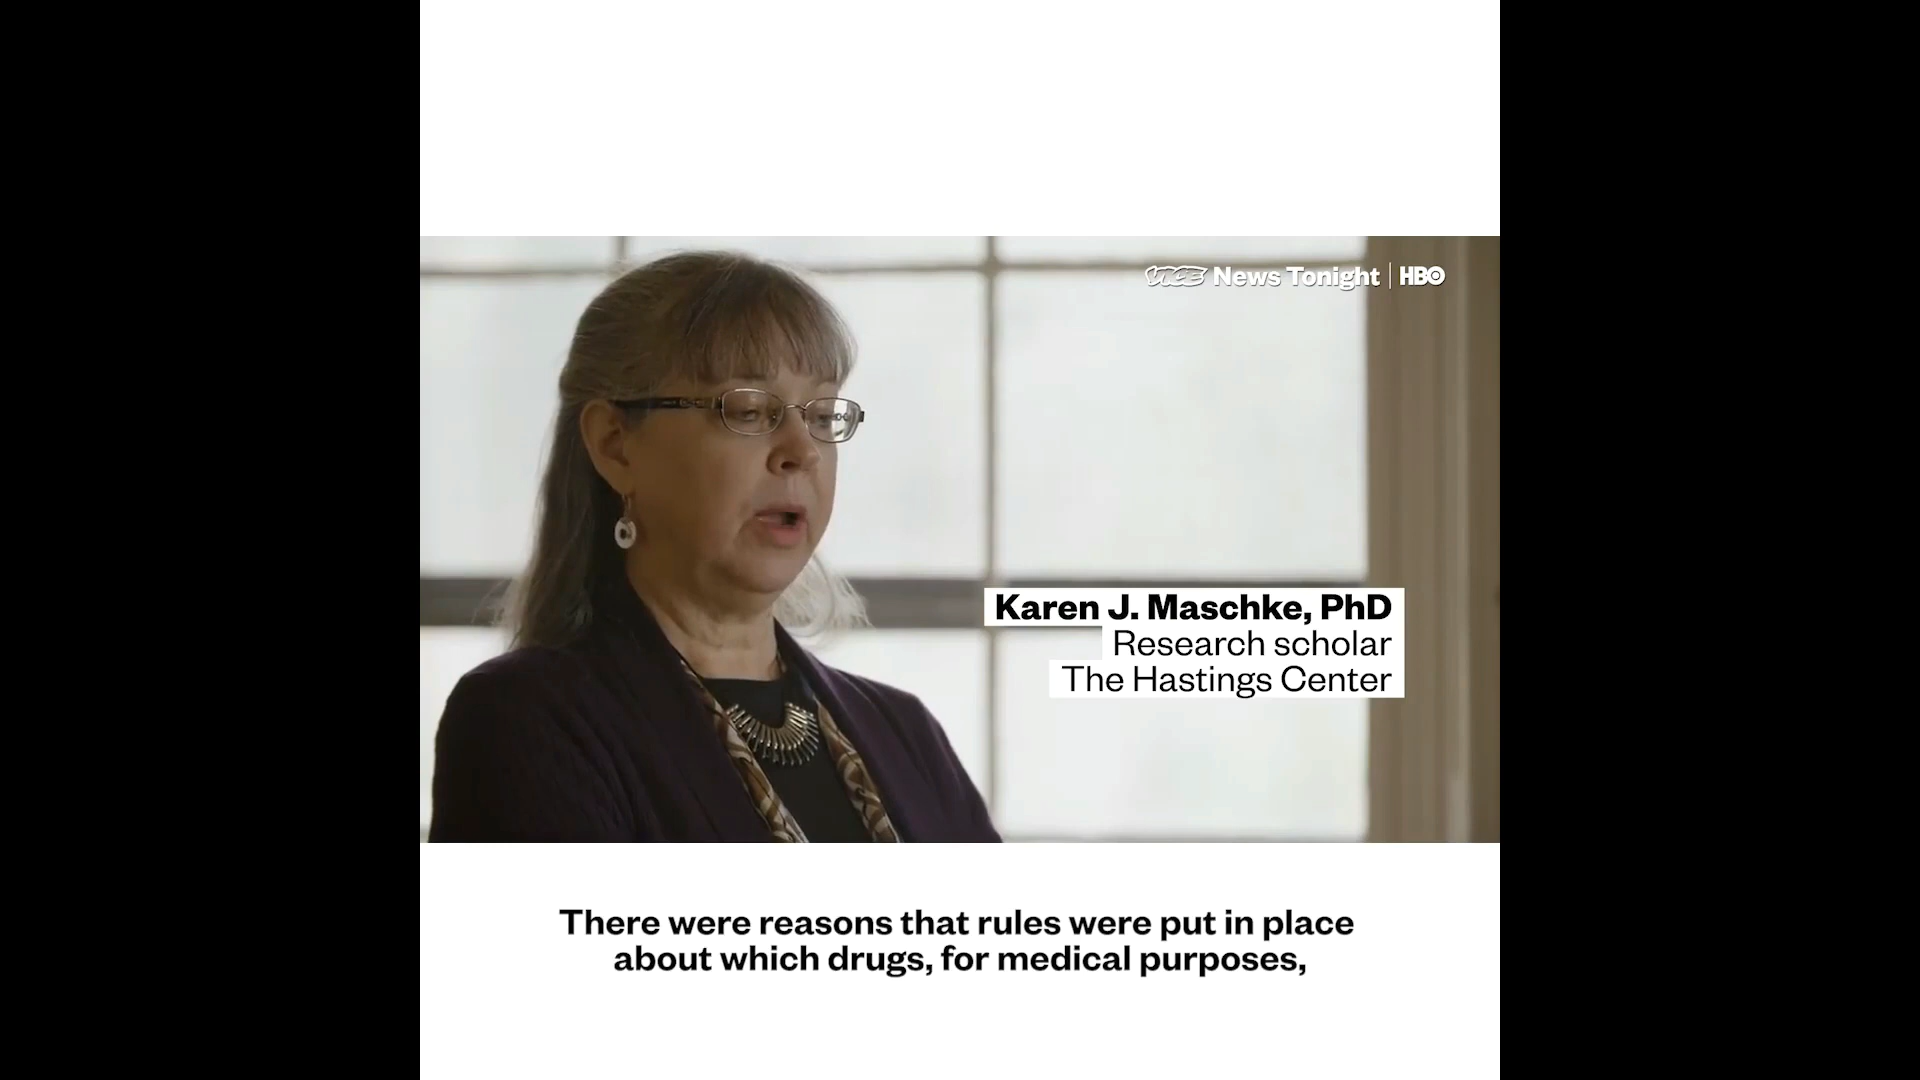 VICE News Tonight | HBO
Karen J. Maschke, PhD
Research scholar
The Hastings Center
There were reasons that rules were put in place
about which drugs, for medical purposes,